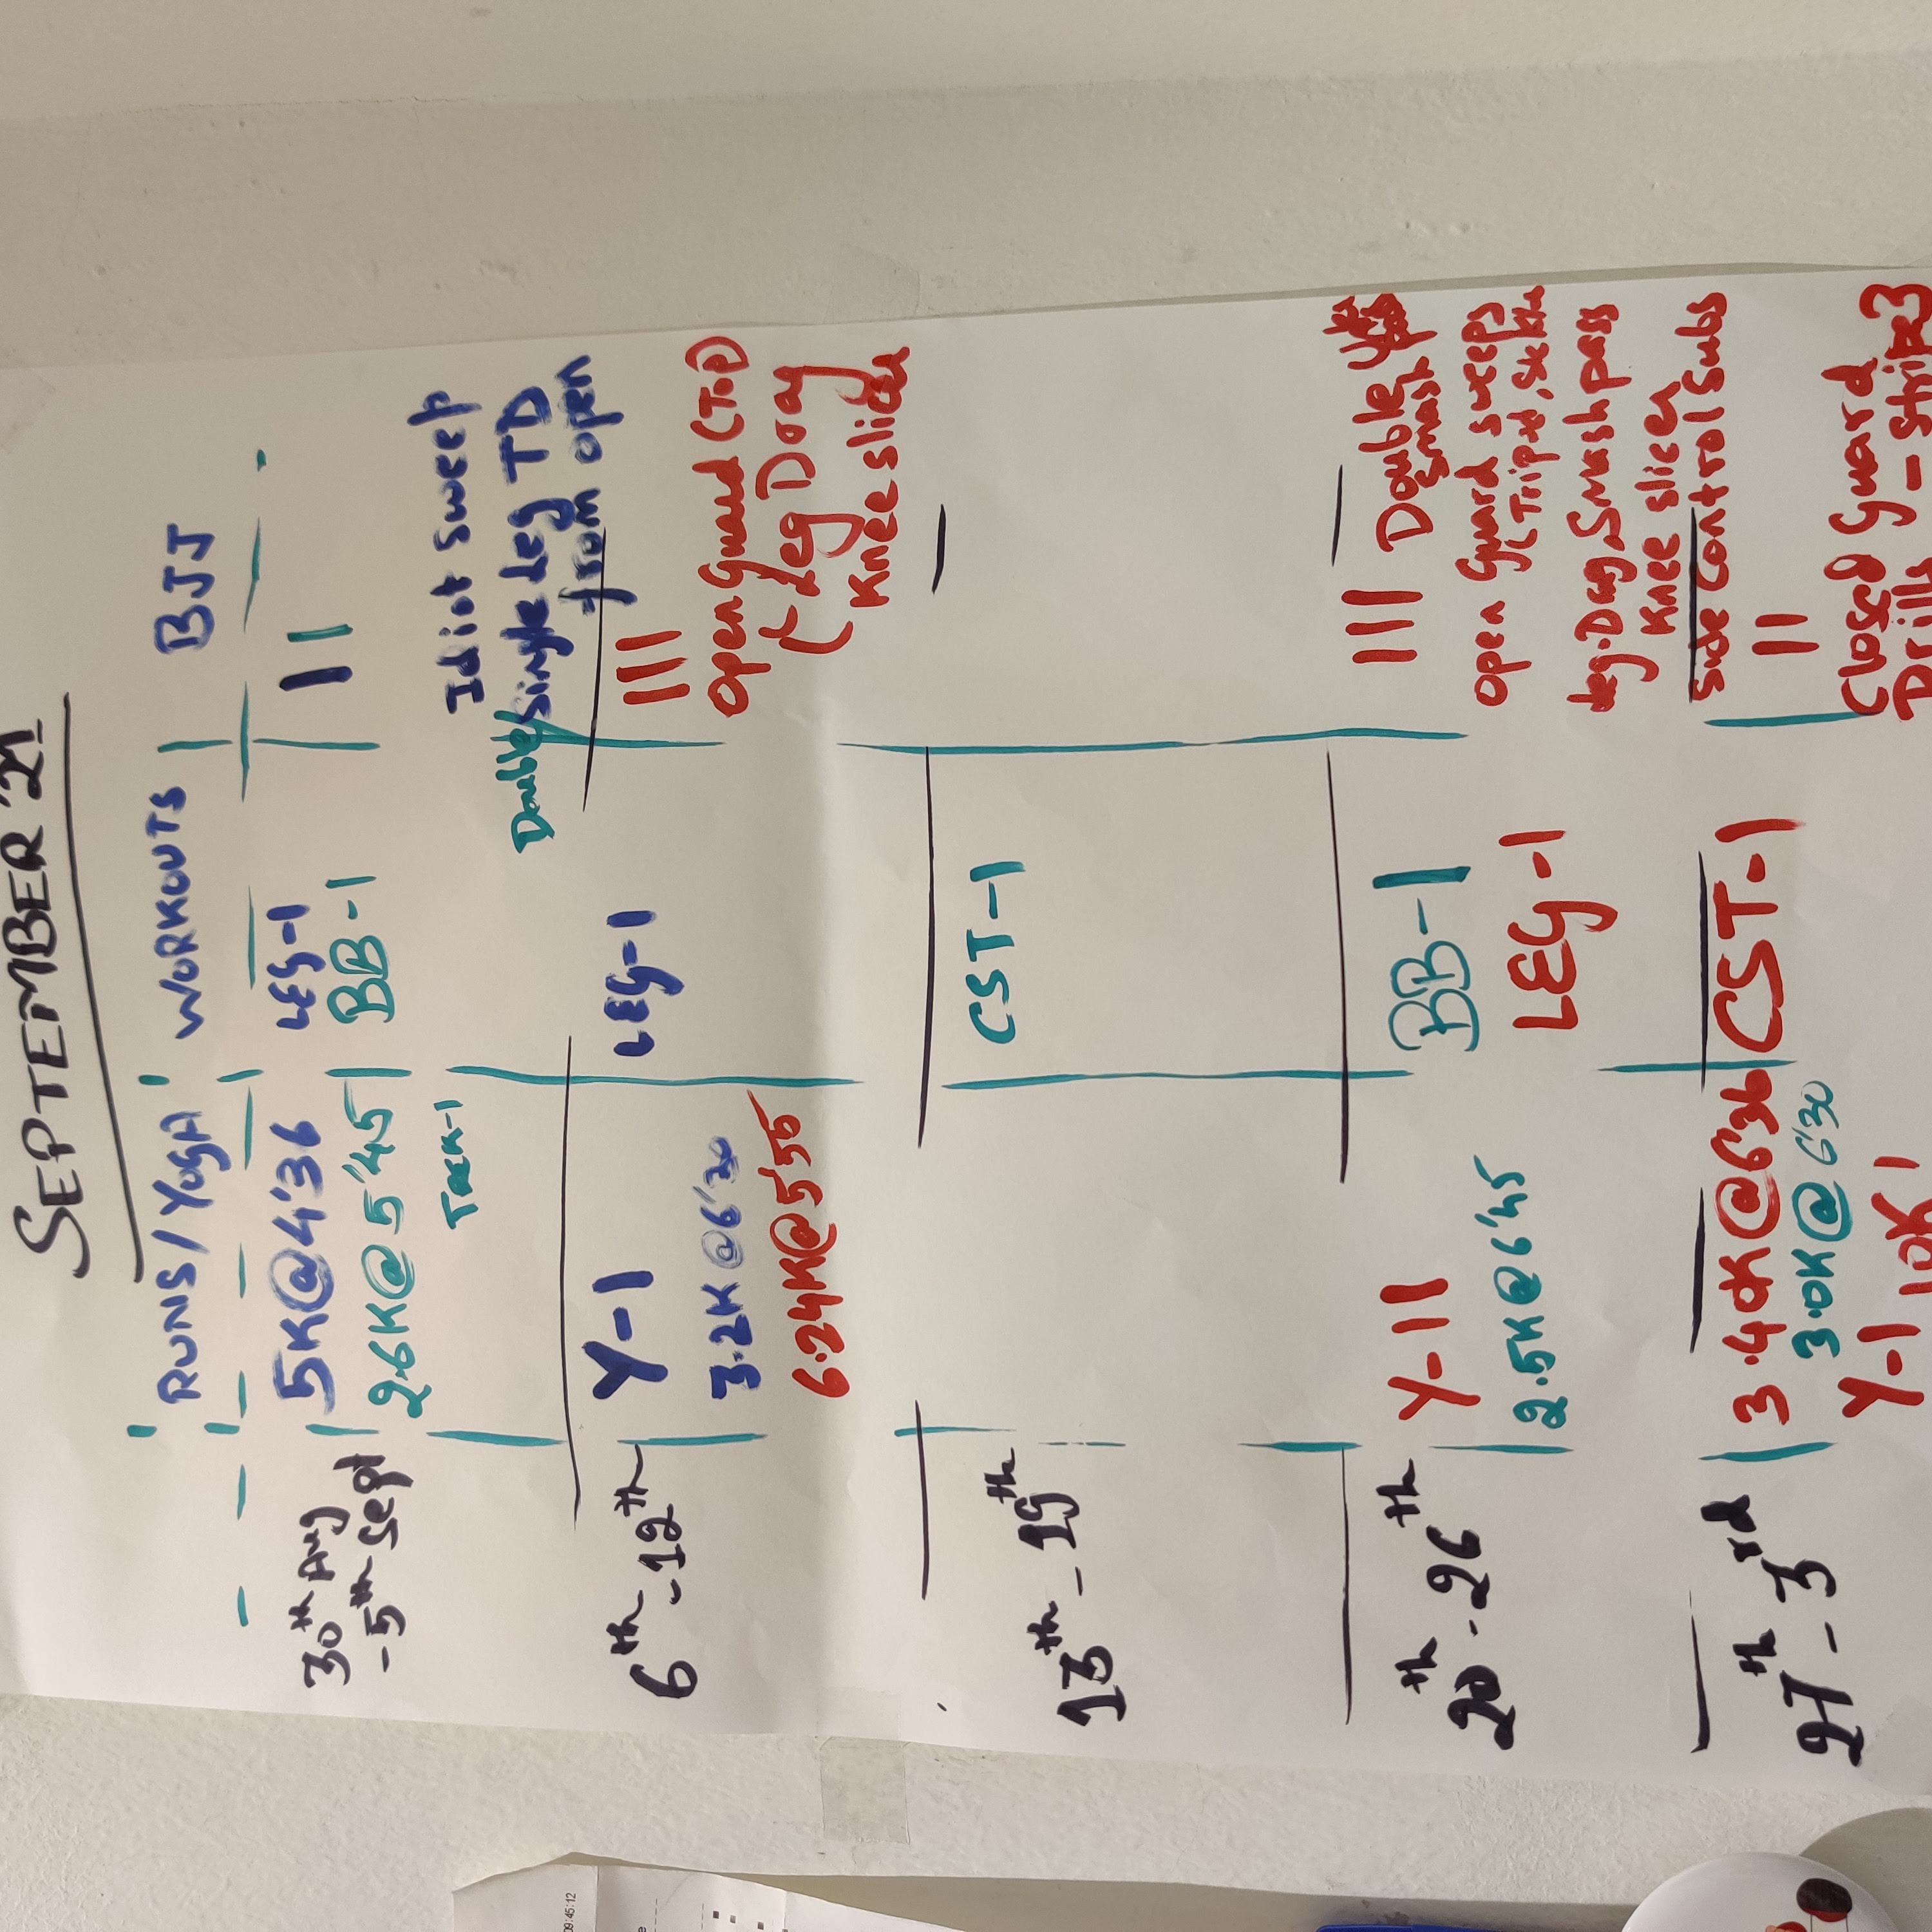 SEPTEMBER '21
RUNS/YOGA WORKOUTS BJJ
30th Aug
-5th Sept
5K@4'36
2.6K@5'45
TREK-1
LEG-1
BB-1
II
Idiot sweep
Double/Single Leg TD
from open
6th-12th
Y-1
3.2K@6'30
6.24K@5'55
LEG-1
III
Open Guard (Top)
( Leg Drag
Knee slicer
13th-19th
CST-1
20th-26th
Y-II
2.5K@6'45
BB-1
LEG-1
III Double Under
smash pass
Open Guard sweeps
(Tripod,
Leg.Drag, Smash pass
Knee slicer
Side Control Subs
27th-3rd
3.40K@6'36
3.0K@6'30
Y-1 10K
CST-1
II
Closed Guard
Drills - Stripe 3
09:45:12